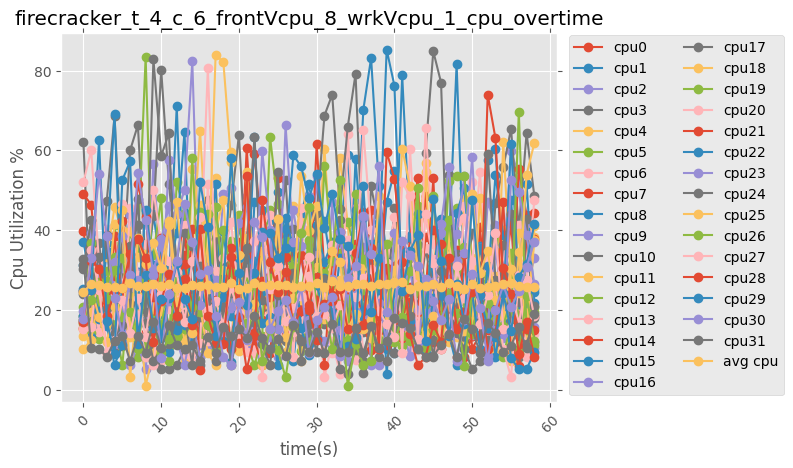 firecracker_t_4_c_6_frontVcpu_8_wrkVcpu_1_cpu_overtime
Cpu Utilization %
80
60
40
20
0
0
10
20
30
40
50
60
time(s)
cpu0
cpu1
cpu2
cpu3
cpu4
cpu5
cpu6
cpu7
cpu8
cpu9
cpu10
cpu11
cpu12
cpu13
cpu14
cpu15
cpu16
cpu17
cpu18
cpu19
cpu20
cpu21
cpu22
cpu23
cpu24
cpu25
cpu26
cpu27
cpu28
cpu29
cpu30
cpu31
avg cpu